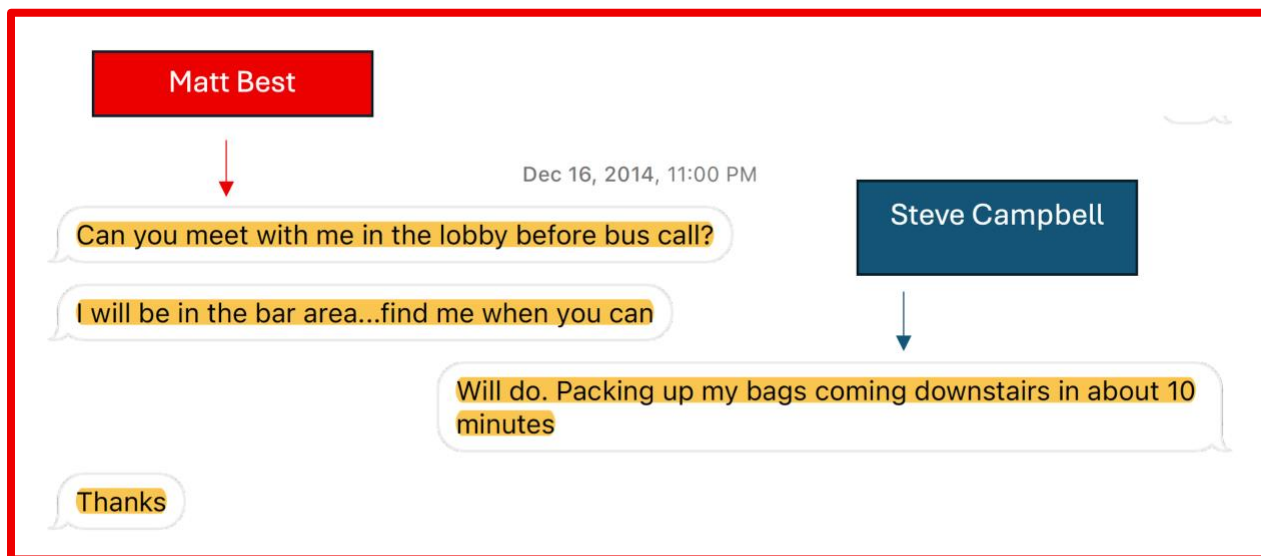 Matt Best
Dec 16, 2014, 11:00 PM
Steve Campbell
Can you meet with me in the lobby before bus call?
I will be in the bar area...find me when you can
Will do. Packing up my bags coming downstairs in about 10
minutes
Thanks